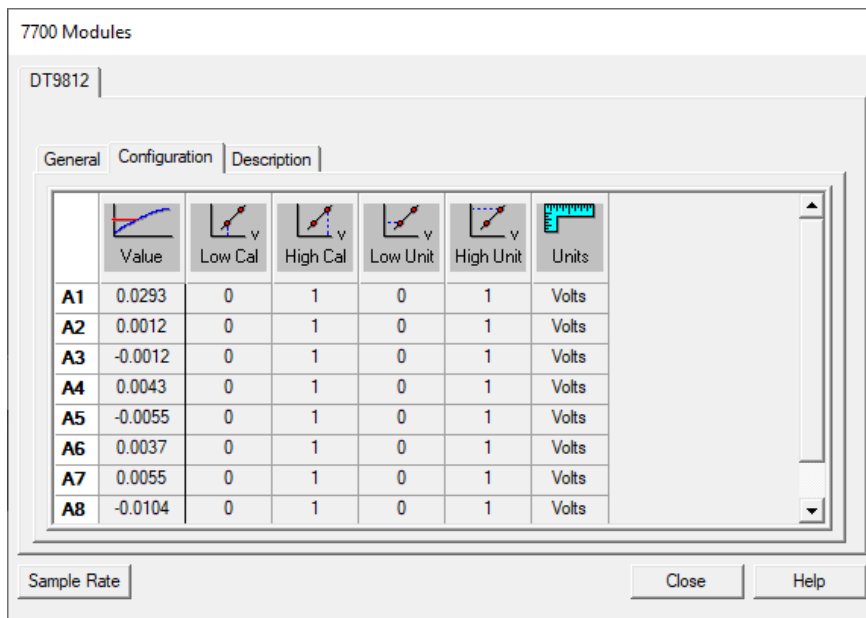 7700 Modules
DT9812
General Configuration Description
Value Low Cal High Cal Low Unit High Unit Units
V V V V
A1 0.0293 0 1 0 1 Volts
A2 0.0012 0 1 0 1 Volts
A3 -0.0012 0 1 0 1 Volts
A4 0.0043 0 1 0 1 Volts
A5 -0.0055 0 1 0 1 Volts
A6 0.0037 0 1 0 1 Volts
A7 0.0055 0 1 0 1 Volts
A8 -0.0104 0 1 0 1 Volts
Sample Rate Close Help